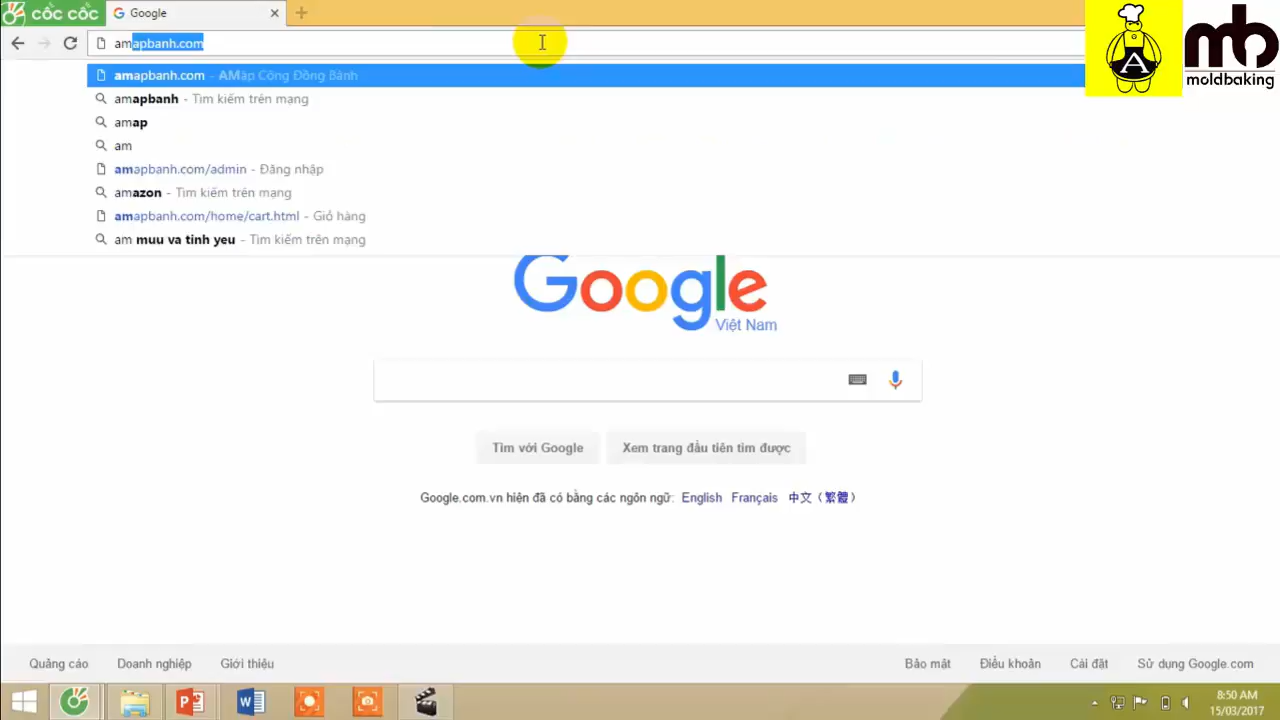 cốc cốc
Google
amapbanh.com
amapbanh.com - AMập Cộng Đồng Bánh
amapbanh - Tìm kiếm trên mạng
amap
am
amapbanh.com/admin - Đăng nhập
amazon - Tìm kiếm trên mạng
amapbanh.com/home/cart.html - Giỏ hàng
am muu va tinh yeu - Tìm kiếm trên mạng
A
mb
moldbaking
Google
Việt Nam
Tìm với Google
Xem trang đầu tiên tìm được
Google.com.vn hiện đã có bằng các ngôn ngữ: English Français 中文（繁體）
Quảng cáo Doanh nghiệp Giới thiệu Bảo mật Điều khoản Cài đặt Sử dụng Google.com
8:50 AM
15/03/2017